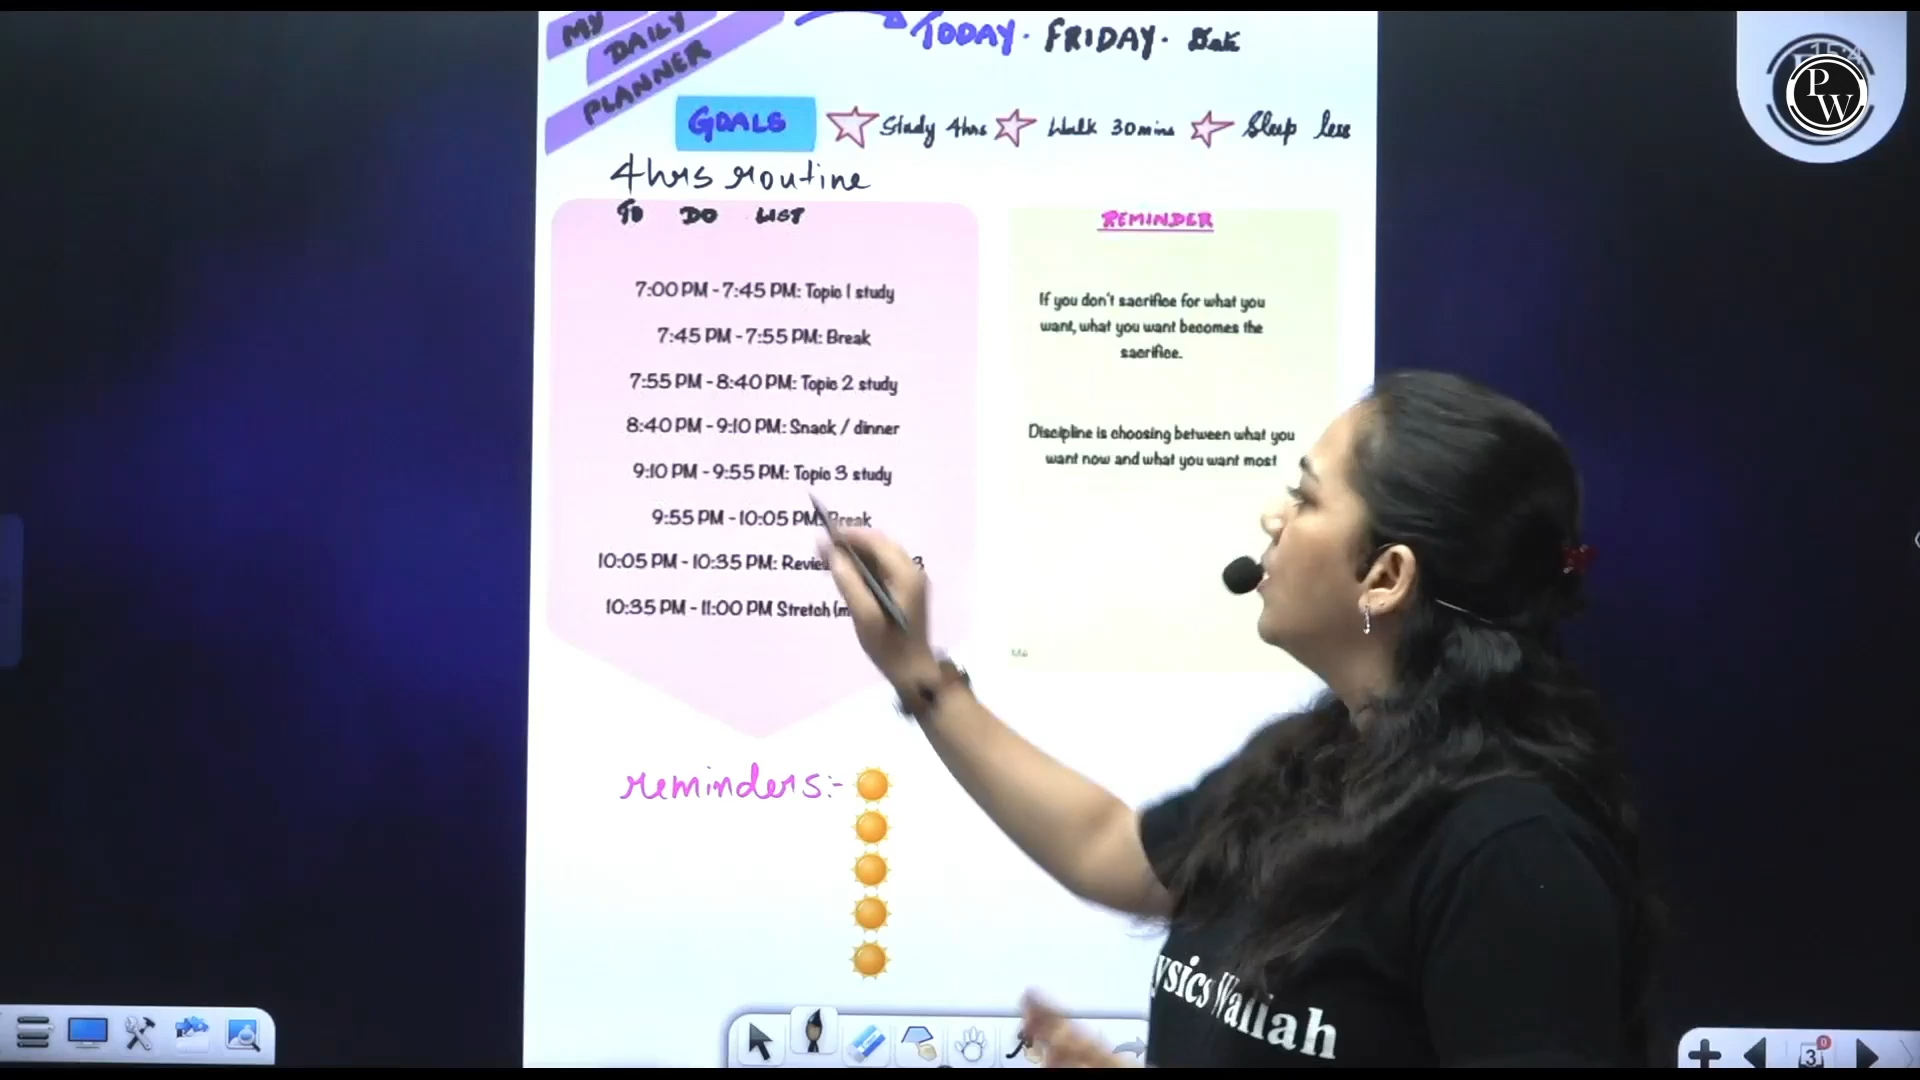 MY
DAILY
PLANNER
TODAY. FRIDAY. Date
GOALS Study 4hrs Walk 30mins Sleep less
4hrs routine
TO DO LIST
7:00 PM - 7:45 PM: Topic 1 study
7:45 PM - 7:55 PM: Break
7:55 PM - 8:40 PM: Topic 2 study
8:40 PM - 9:10 PM: Snack / dinner
9:10 PM - 9:55 PM: Topic 3 study
9:55 PM - 10:05 PM: Break
10:05 PM - 10:35 PM: 3
10:35 PM - 11:00 PM Stretch
REMINDER
If you don't sacrifice for what you
want, what you want becomes the
sacrifice.
Discipline is choosing between what you
want now and what you want most
reminders:-
PW
ysics Wallah
3
0